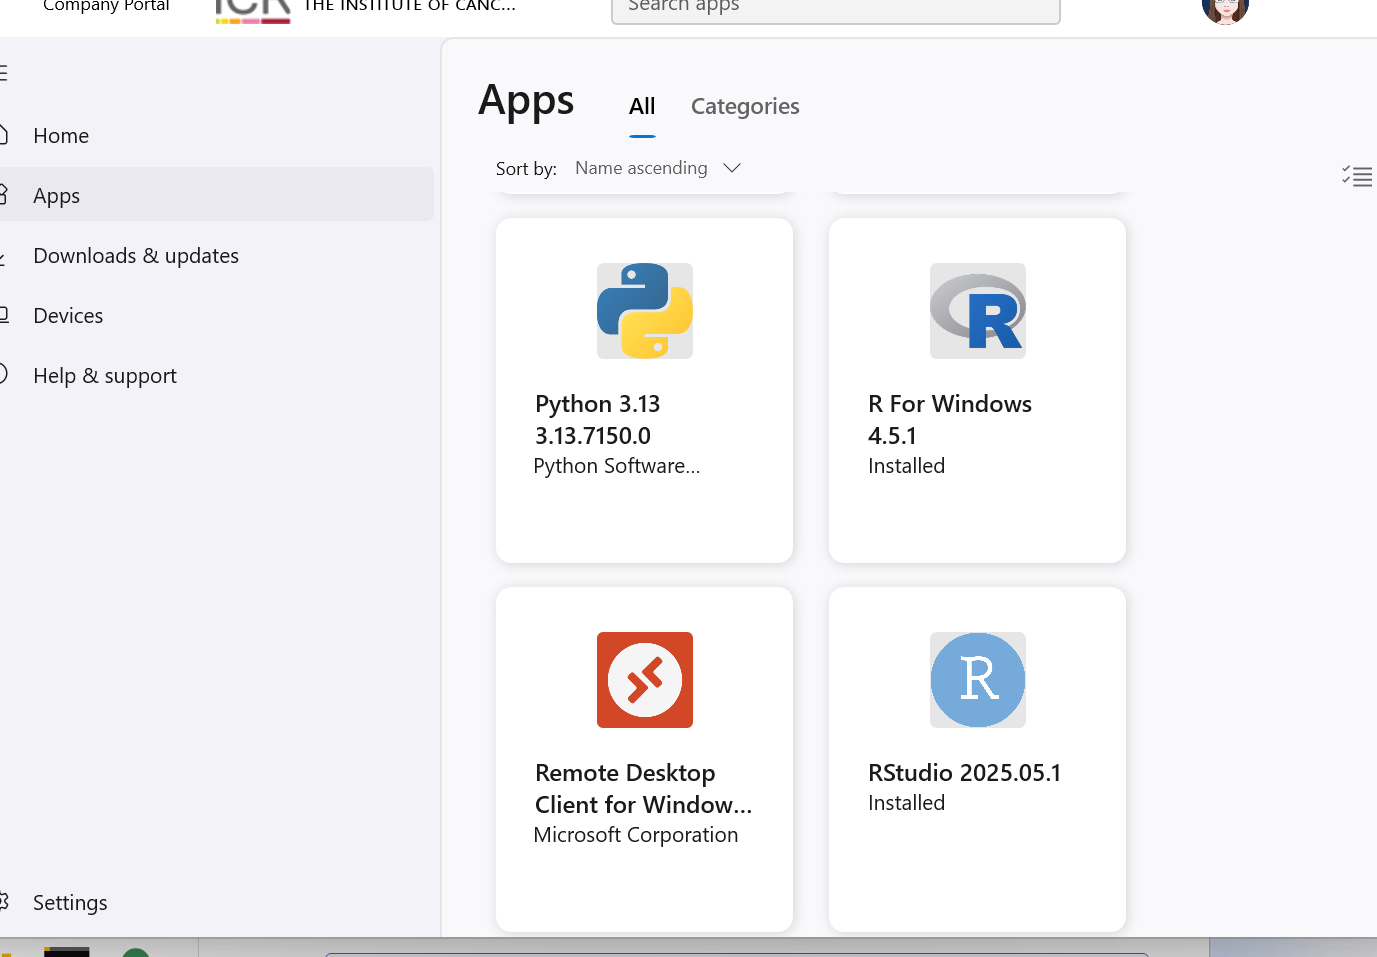 Company Portal
ICR
THE INSTITUTE OF CANC...
Search apps
Apps
All
Categories
Home
Sort by:
Name ascending
Apps
Downloads & updates
Devices
Help & support
Python 3.13
3.13.7150.0
Python Software...
R For Windows
4.5.1
Installed
Remote Desktop
Client for Window...
Microsoft Corporation
R
RStudio 2025.05.1
Installed
Settings